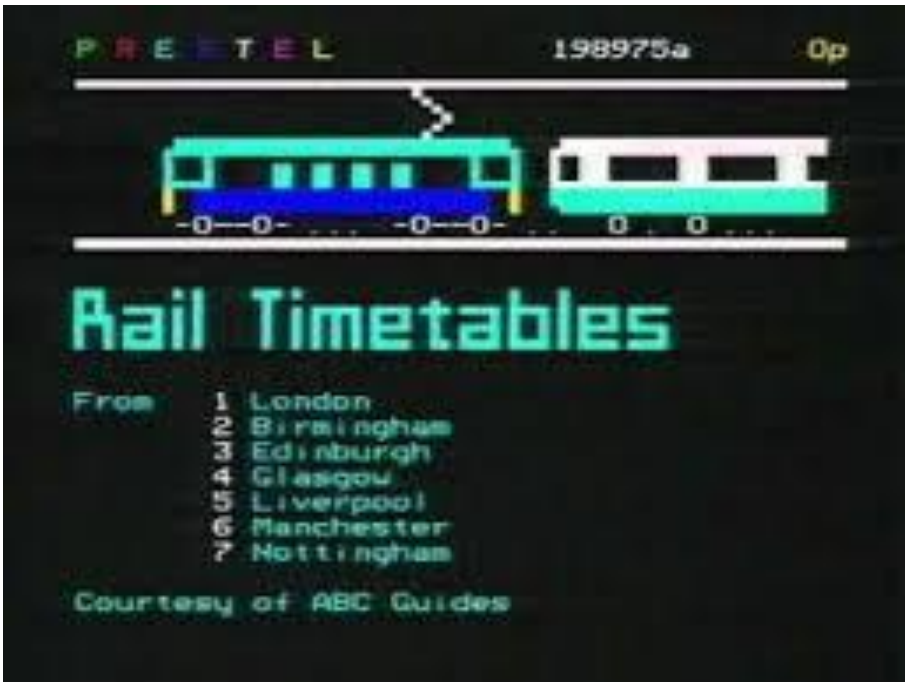 PRESTEL 198975a 0p
Rail Timetables
From 1 London
2 Birmingham
3 Edinburgh
4 Glasgow
5 Liverpool
6 Manchester
7 Nottingham
Courtesy of ABC Guides